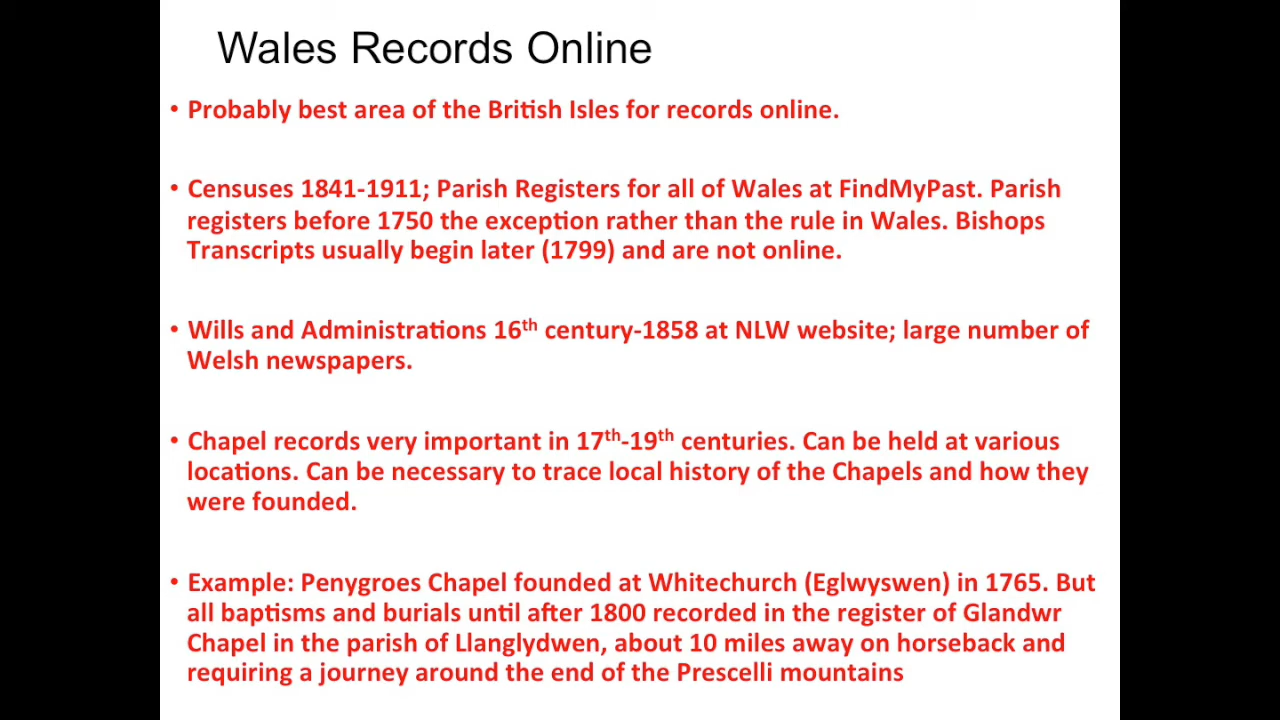 Wales Records Online
• Probably best area of the British Isles for records online.
• Censuses 1841-1911; Parish Registers for all of Wales at FindMyPast. Parish
registers before 1750 the exception rather than the rule in Wales. Bishops
Transcripts usually begin later (1799) and are not online.
• Wills and Administrations 16th century-1858 at NLW website; large number of
Welsh newspapers.
• Chapel records very important in 17th-19th centuries. Can be held at various
locations. Can be necessary to trace local history of the Chapels and how they
were founded.
• Example: Penygroes Chapel founded at Whitechurch (Eglwyswen) in 1765. But
all baptisms and burials until after 1800 recorded in the register of Glandwr
Chapel in the parish of Llanglydwen, about 10 miles away on horseback and
requiring a journey around the end of the Prescelli mountains